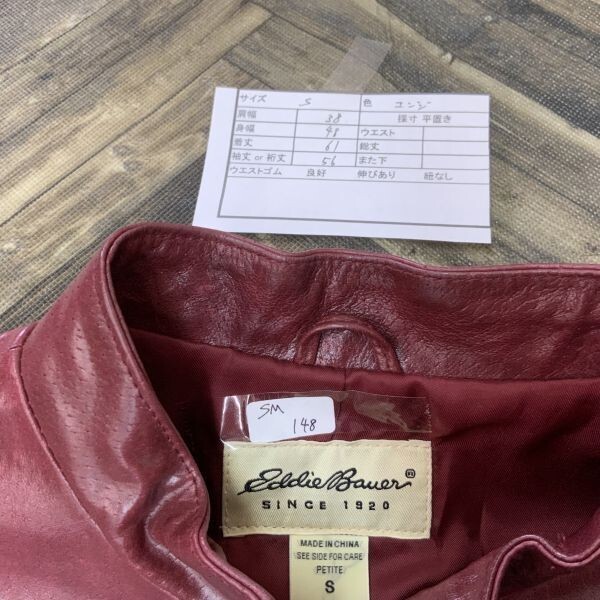 サイズ S 色 エンジ
肩幅 38 採寸 平置き
身幅 48 ウエスト
着丈 61 総丈
袖丈 or 裄丈 56 また下
ウエストゴム 良好 伸びあり 紐なし
SM
148
Eddie Bauer®
SINCE 1920
MADE IN CHINA
SEE SIDE FOR CARE
PETITE
S